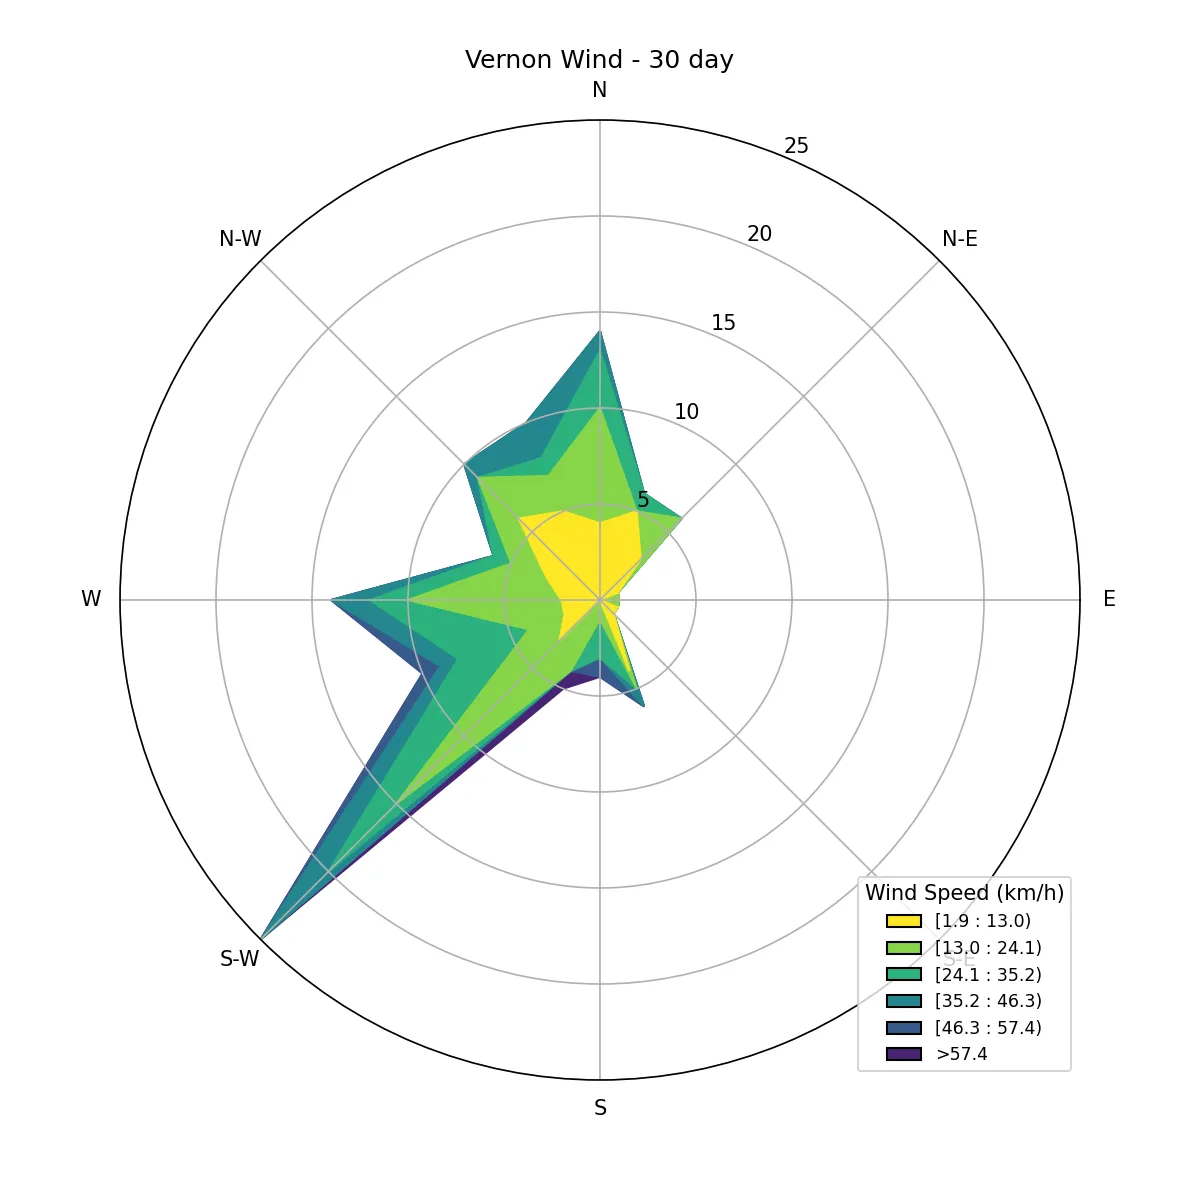 Vernon Wind - 30 day
N
25
N-W
20
N-E
15
10
5
W
E
S-W
S-E
Wind Speed (km/h)
[1.9 : 13.0)
[13.0 : 24.1)
[24.1 : 35.2)
[35.2 : 46.3)
[46.3 : 57.4)
>57.4
S